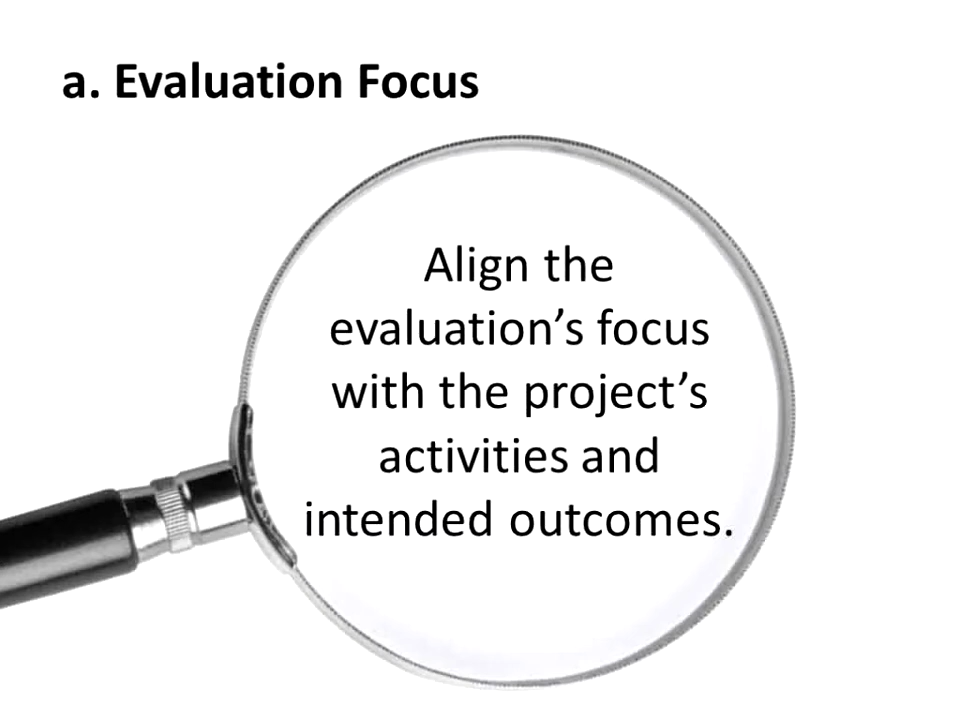 a. Evaluation Focus
Align the
evaluation’s focus
with the project’s
activities and
intended outcomes.